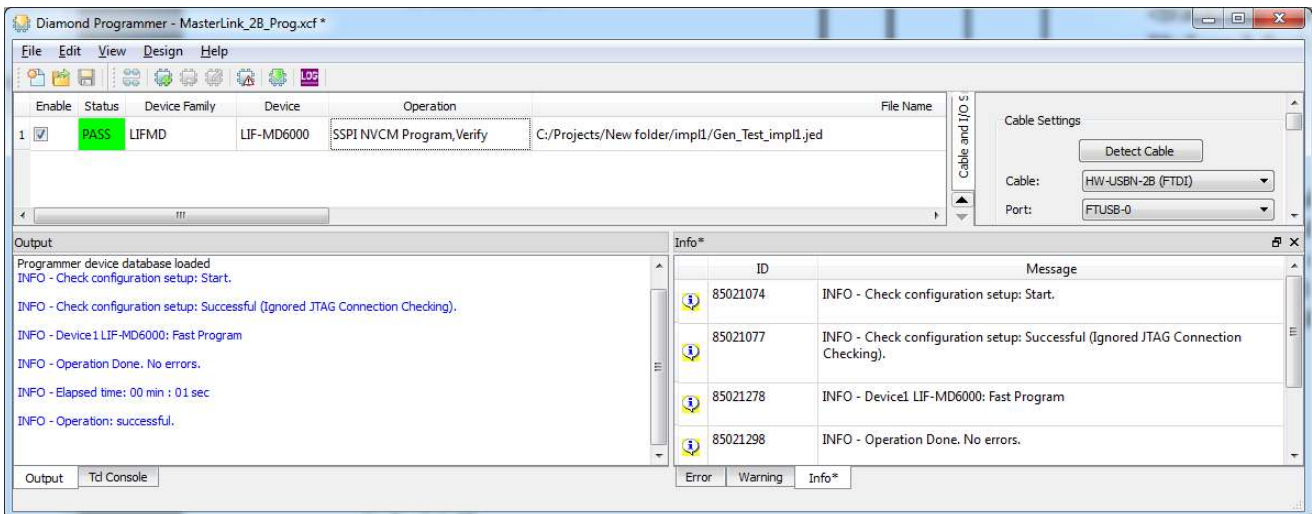 Diamond Programmer - MasterLink_2B_Prog.xcf *
File Edit View Design Help
LOG
Enable Status Device Family Device Operation File Name
1 PASS LIFMD LIF-MD6000 SSPI NVCM Program,Verify C:/Projects/New folder/impl1/Gen_Test_impl1.jed
Cable and I/O S
Cable Settings
Detect Cable
Cable: HW-USBN-2B (FTDI)
Port: FTUSB-0
Output
Programmer device database loaded
INFO - Check configuration setup: Start.
INFO - Check configuration setup: Successful (Ignored JTAG Connection Checking).
INFO - Device1 LIF-MD6000: Fast Program
INFO - Operation Done. No errors.
INFO - Elapsed time: 00 min : 01 sec
INFO - Operation: successful.
Output Tcl Console
Info*
ID Message
85021074 INFO - Check configuration setup: Start.
85021077 INFO - Check configuration setup: Successful (Ignored JTAG Connection
Checking).
85021278 INFO - Device1 LIF-MD6000: Fast Program
85021298 INFO - Operation Done. No errors.
Error Warning Info*